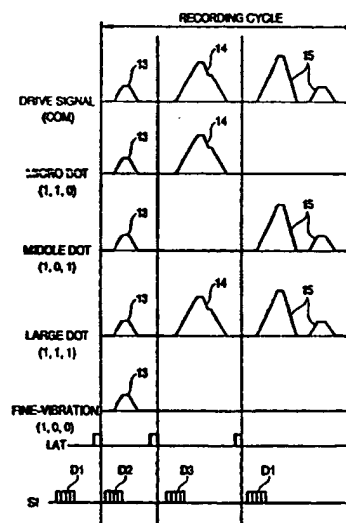 RECORDING CYCLE
13
14
15
DRIVE SIGNAL
(COM)
13
14
MICRO DOT
(1, 1, 0)
13
15
MIDDLE DOT
(1, 0, 1)
13
14
15
LARGE DOT
(1, 1, 1)
13
FINE-VIBRATION
(1, 0, 0)
LAT
D1
D2
D3
D1
SI